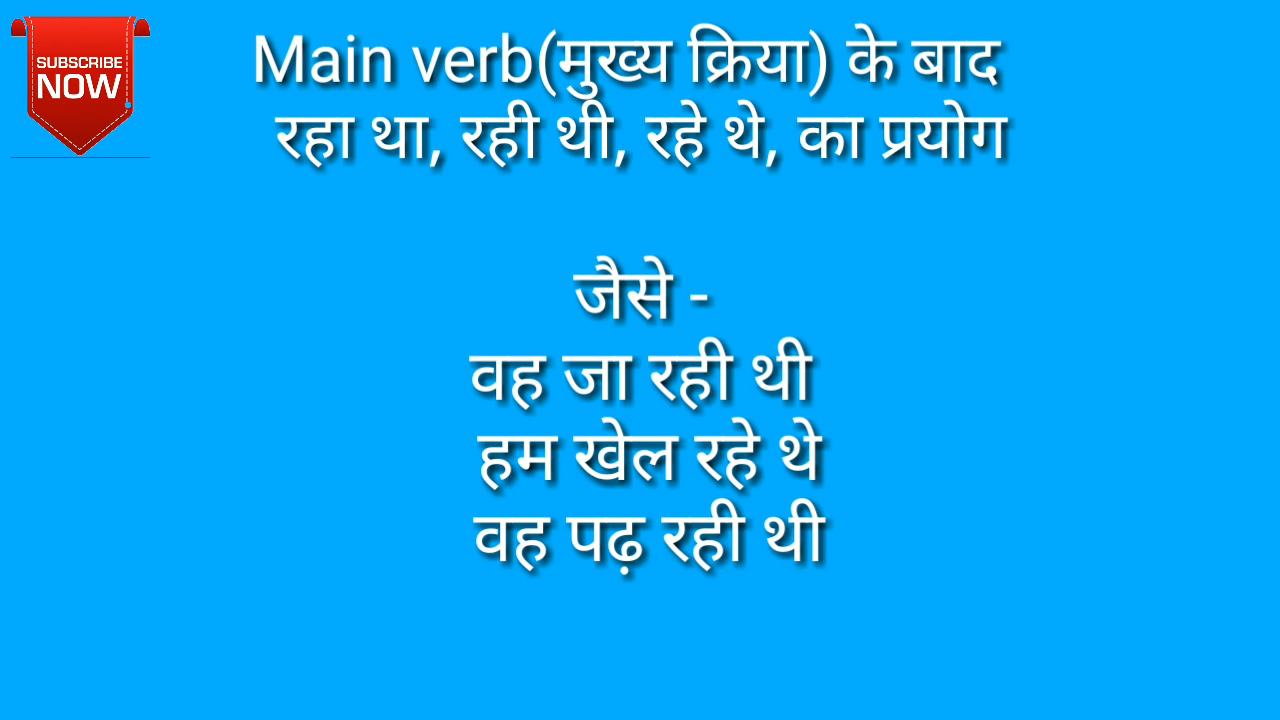 SUBSCRIBE
NOW
Main verb(मुख्य क्रिया) के बाद
रहा था, रही थी, रहे थे, का प्रयोग
जैसे -
वह जा रही थी
हम खेल रहे थे
वह पढ़ रही थी